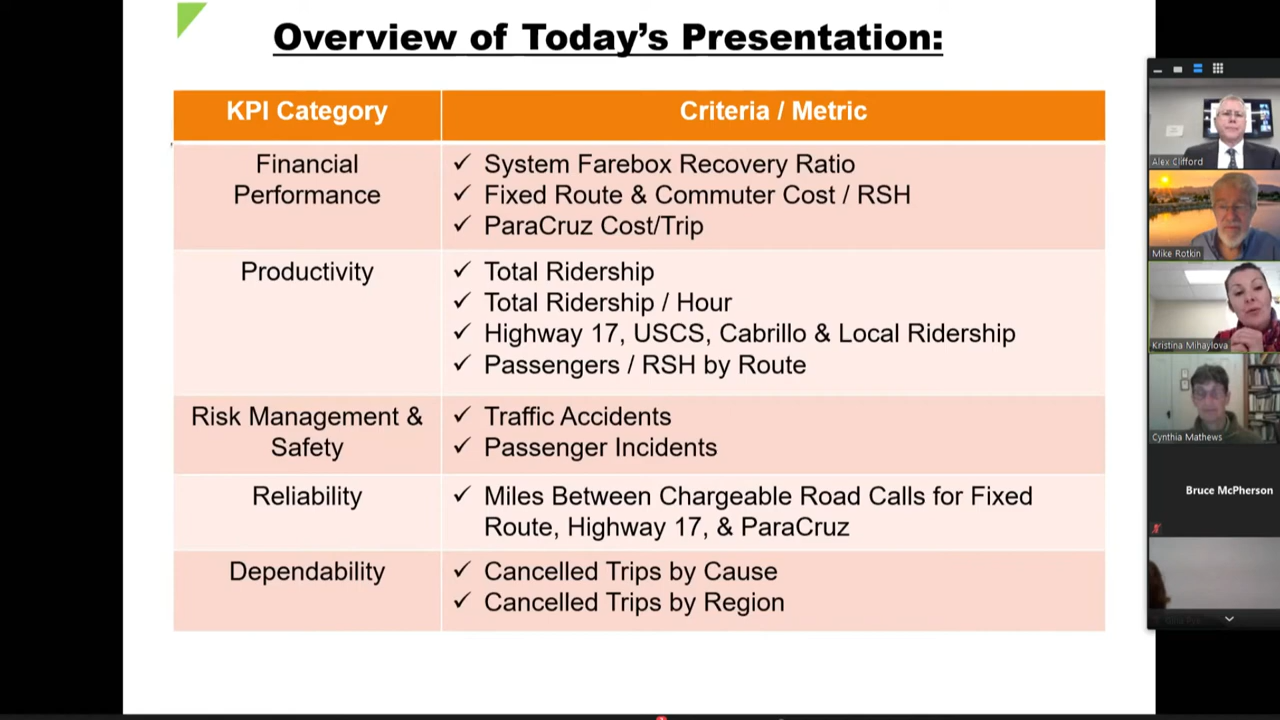 Overview of Today's Presentation:
KPI Category
Criteria / Metric
Financial
Performance
System Farebox Recovery Ratio
Fixed Route & Commuter Cost / RSH
ParaCruz Cost/Trip
Productivity
Total Ridership
Total Ridership / Hour
Highway 17, USCS, Cabrillo & Local Ridership
Passengers / RSH by Route
Risk Management &
Safety
Traffic Accidents
Passenger Incidents
Reliability
Miles Between Chargeable Road Calls for Fixed
Route, Highway 17, & ParaCruz
Dependability
Cancelled Trips by Cause
Cancelled Trips by Region
Alex Clifford
Mike Rotkin
Kristina Mihaylova
Cynthia Mathews
Bruce McPherson